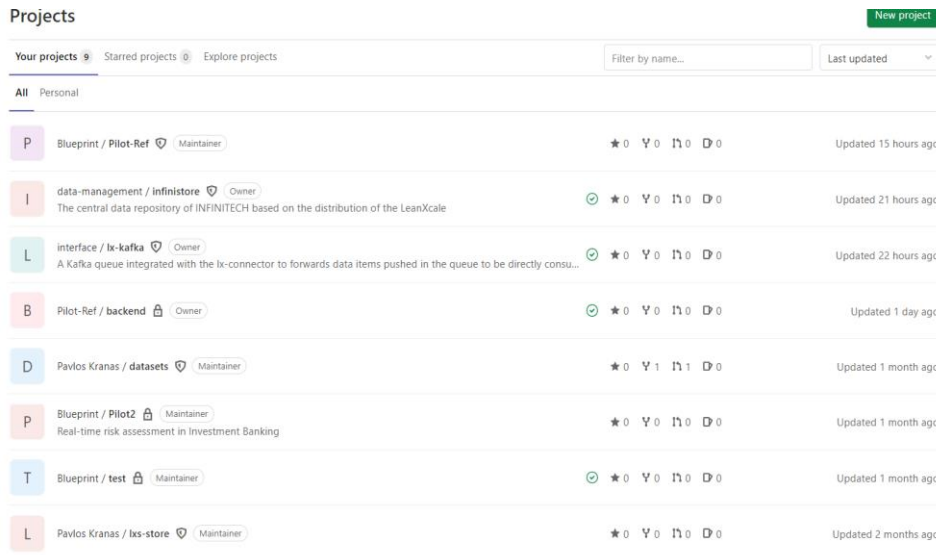 Projects
New project
Your projects 9 Starred projects 0 Explore projects
Filter by name...
Last updated
All Personal
P Blueprint / Pilot-Ref Maintainer 0 0 0 0 Updated 15 hours ago
I data-management / infinistore Owner 0 0 0 0 Updated 21 hours ago
The central data repository of INFINITECH based on the distribution of the LeanXcale
L interface / lx-kafka Owner 0 0 0 0 Updated 22 hours ago
A Kafka queue integrated with the lx-connector to forwards data items pushed in the queue to be directly consu...
B Pilot-Ref / backend Owner 0 0 0 0 Updated 1 day ago
D Pavlos Kranas / datasets Maintainer 0 1 1 0 Updated 1 month ago
P Blueprint / Pilot2 Maintainer 0 0 0 0 Updated 1 month ago
Real-time risk assessment in Investment Banking
T Blueprint / test Maintainer 0 0 0 0 Updated 1 month ago
L Pavlos Kranas / lxs-store Maintainer 0 0 0 0 Updated 2 months ago